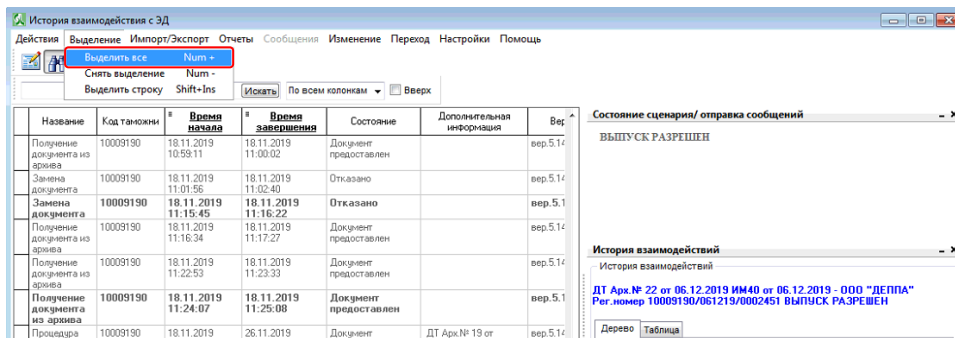 История взаимодействия с ЭД
Действия Выделение Импорт/Экспорт Отчеты Сообщения Изменение Переход Настройки Помощь
Выделить все Num +
Снять выделение Num -
Выделить строку Shift+Ins
Искать По всем колонкам Вверх
Название Код таможни Время начала Время завершения Состояние Дополнительная информация Вер
Получение документа из архива 10009190 18.11.2019 10:59:11 18.11.2019 11:00:02 Документ предоставлен вер.5.14
Замена документа 10009190 18.11.2019 11:01:56 18.11.2019 11:02:40 Отказано вер.5.14
Замена документа 10009190 18.11.2019 11:15:45 18.11.2019 11:16:22 Отказано вер.5.1
Получение документа из архива 10009190 18.11.2019 11:16:34 18.11.2019 11:17:27 Документ предоставлен вер.5.14
Получение документа из архива 10009190 18.11.2019 11:22:53 18.11.2019 11:23:33 Документ предоставлен вер.5.14
Получение документа из архива 10009190 18.11.2019 11:24:07 18.11.2019 11:25:08 Документ предоставлен вер.5.1
Процедура 10009190 18.11.2019 26.11.2019 Документ ДТ Арх.№ 19 от вер.5.14
Состояние сценария/ отправка сообщений
ВЫПУСК РАЗРЕШЕН
История взаимодействий
История взаимодействий
ДТ Арх.№ 22 от 06.12.2019 ИМ40 от 06.12.2019 - ООО "ДЕППА"
Рег.номер 10009190/061219/0002451 ВЫПУСК РАЗРЕШЕН
Дерево Таблица